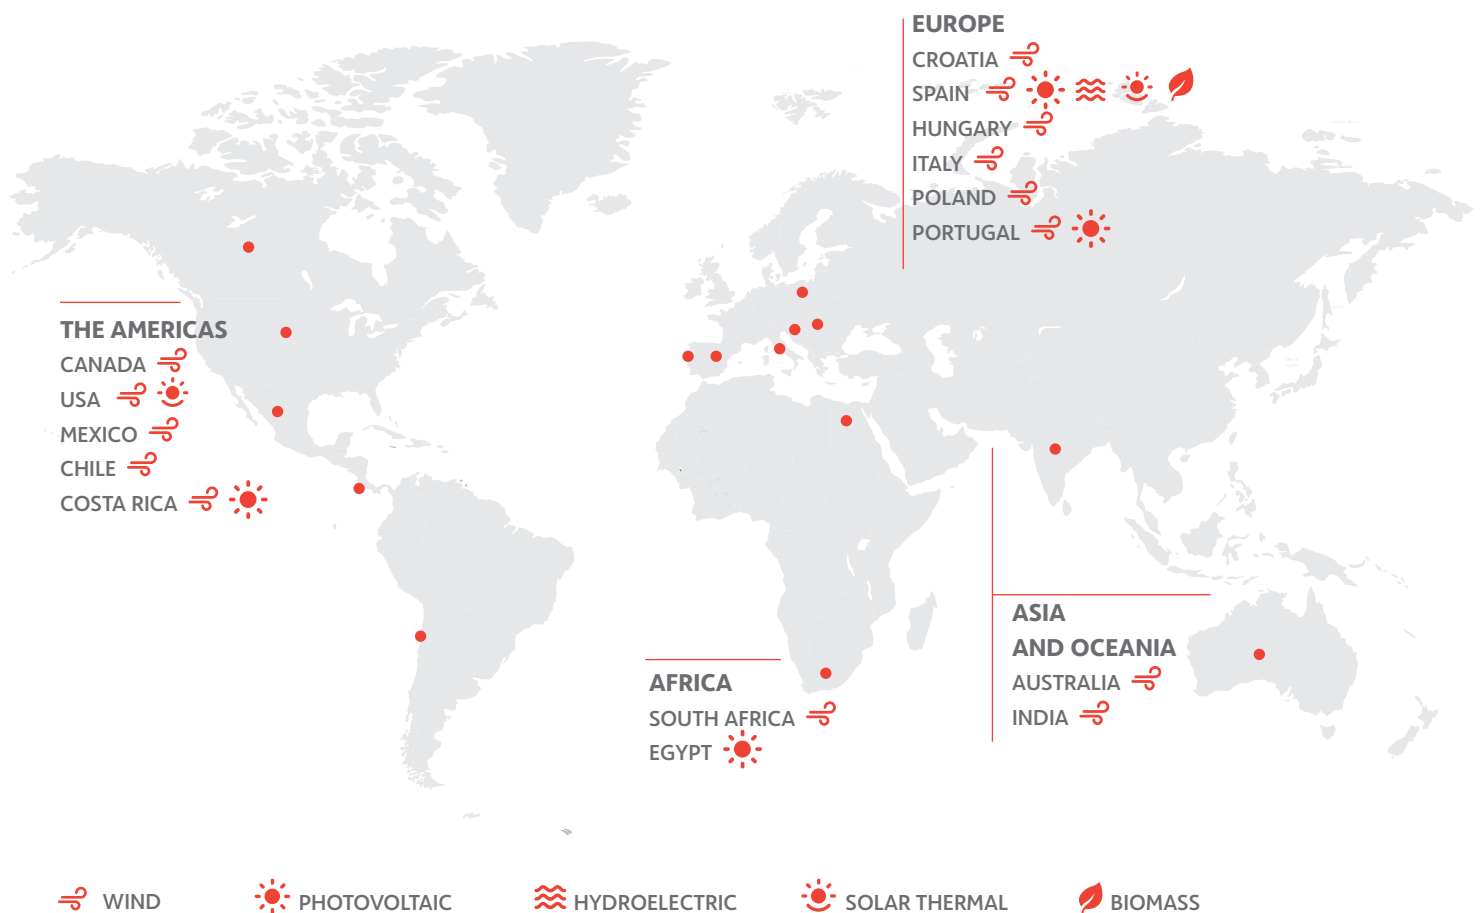 EUROPE
CROATIA
SPAIN
HUNGARY
ITALY
POLAND
PORTUGAL
THE AMERICAS
CANADA
USA
MEXICO
CHILE
COSTA RICA
ASIA
AND OCEANIA
AUSTRALIA
INDIA
AFRICA
SOUTH AFRICA
EGYPT
WIND
PHOTOVOLTAIC
HYDROELECTRIC
SOLAR THERMAL
BIOMASS